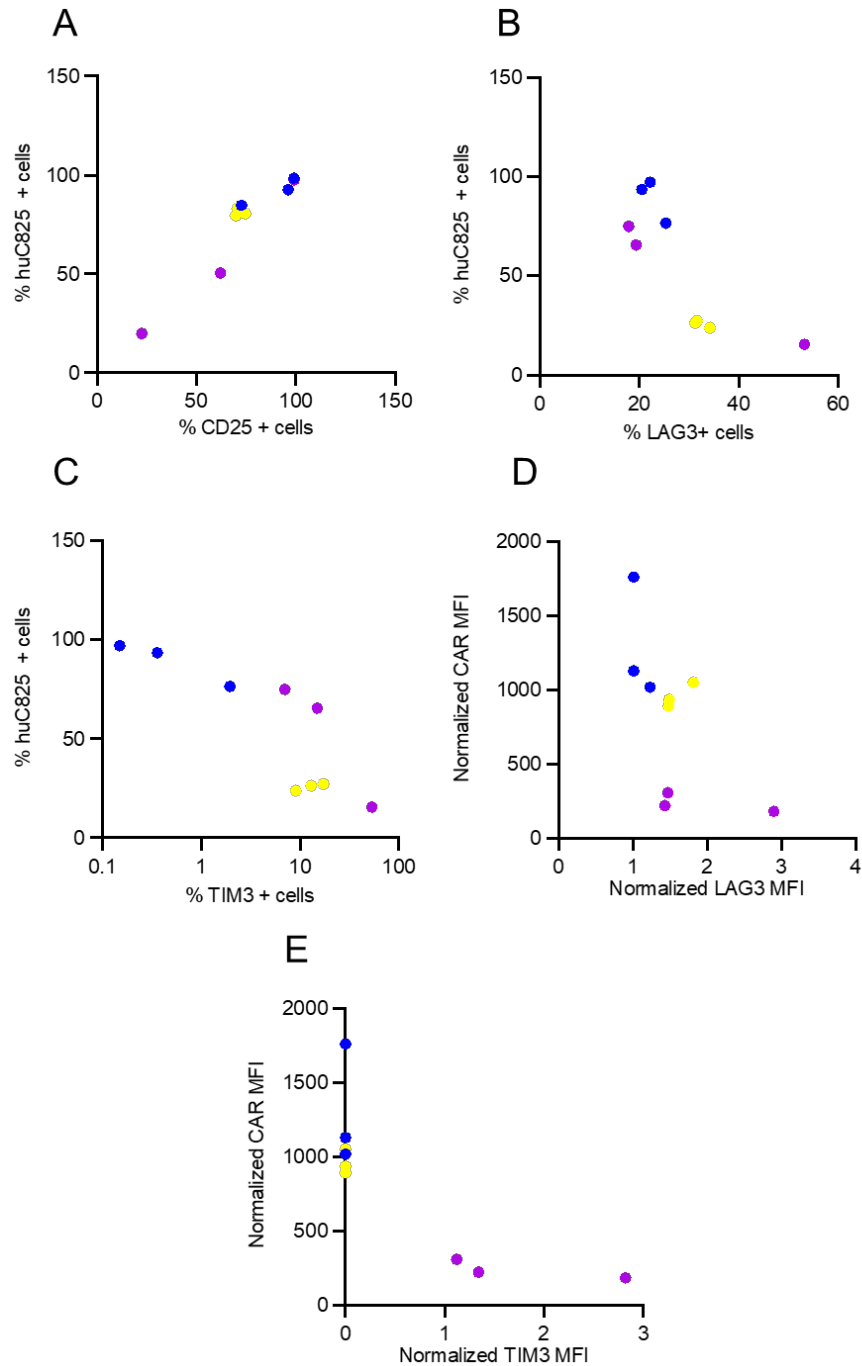 A
B
150
100
50
0
% huC825 + cells
0 50 100 150
% CD25 + cells
150
100
50
0
% huC825 + cells
0 20 40 60
% LAG3+ cells
C
D
150
100
50
0
% huC825 + cells
0.1 1 10 100
% TIM3 + cells
2000
1500
1000
500
0
Normalized CAR MFI
0 1 2 3 4
Normalized LAG3 MFI
E
2000
1500
1000
500
0
Normalized CAR MFI
0 1 2 3
Normalized TIM3 MFI